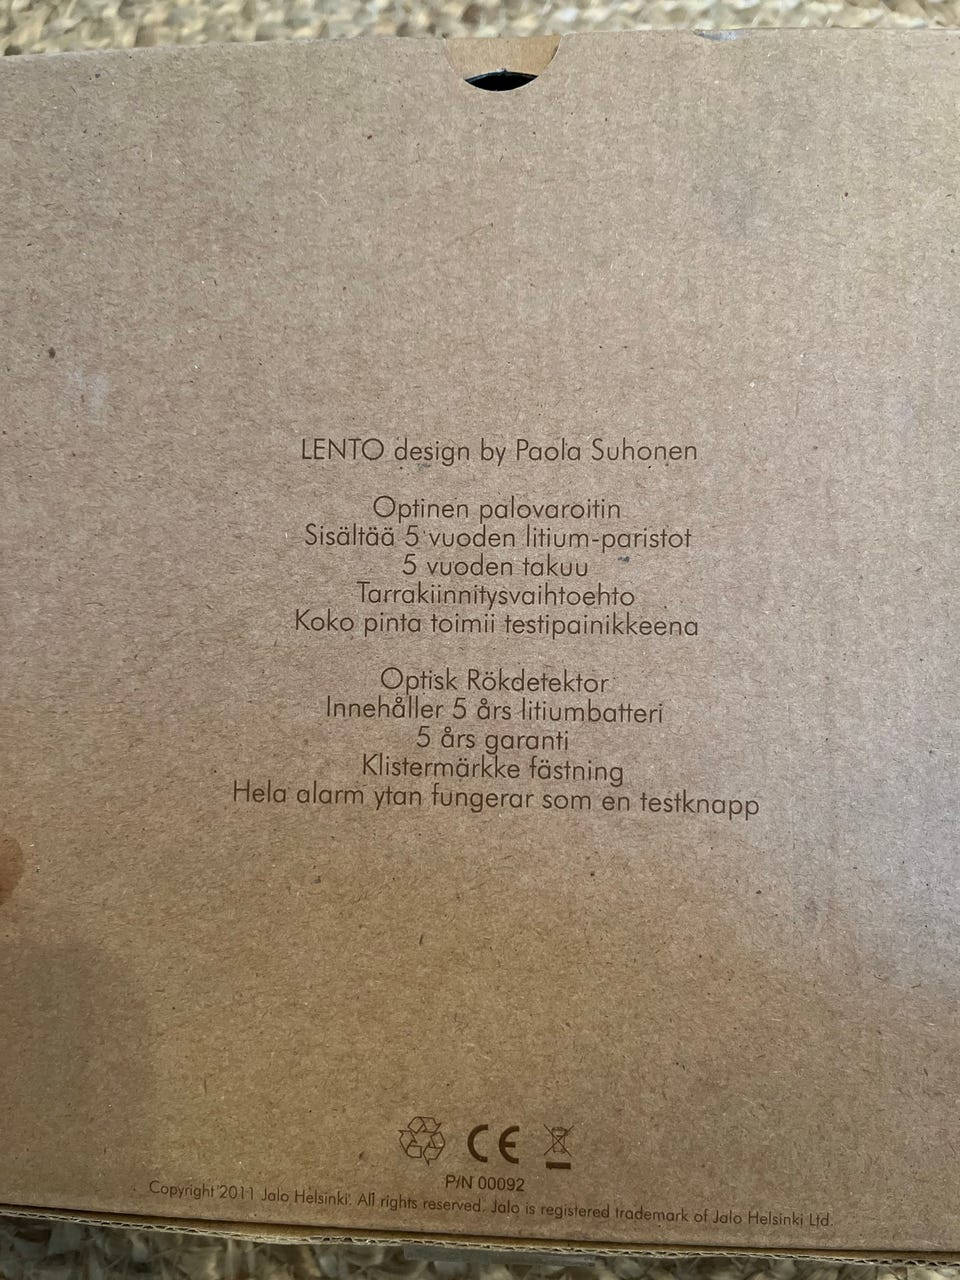 LENTO design by Paola Suhonen
Optinen palovaroitin
Sisältää 5 vuoden litium-paristot
5 vuoden takuu
Tarrakiinnitysvaihtoehto
Koko pinta toimii testipainikkeena
Optisk Rökdetektor
Innehåller 5 års litiumbatteri
5 års garanti
Klistermärkke fästning
Hela alarm ytan fungerar som en testknapp
CE
P/N 00092
Copyright 2011 Jalo Helsinki. All rights reserved. Jalo is registered trademark of Jalo Helsinki Ltd.